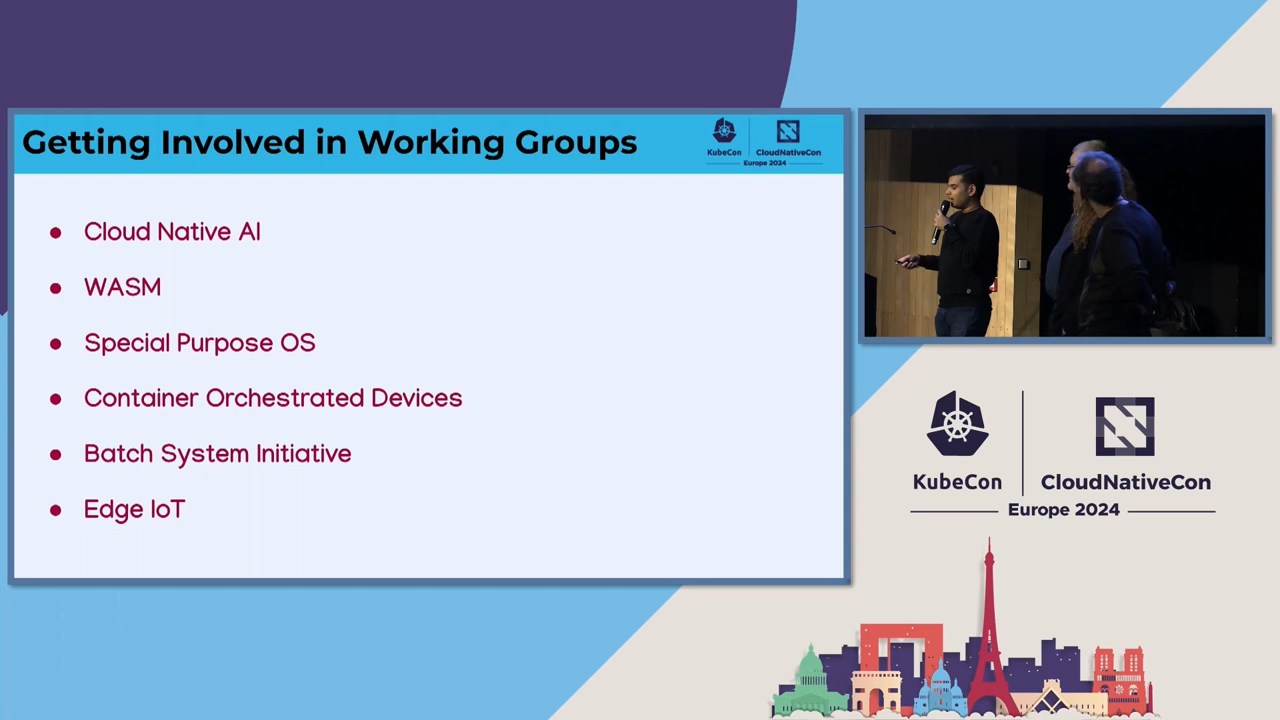 Getting Involved in Working Groups
KubeCon
CloudNativeCon
Europe 2024
Cloud Native AI
WASM
Special Purpose OS
Container Orchestrated Devices
Batch System Initiative
Edge IoT
KubeCon
CloudNativeCon
Europe 2024